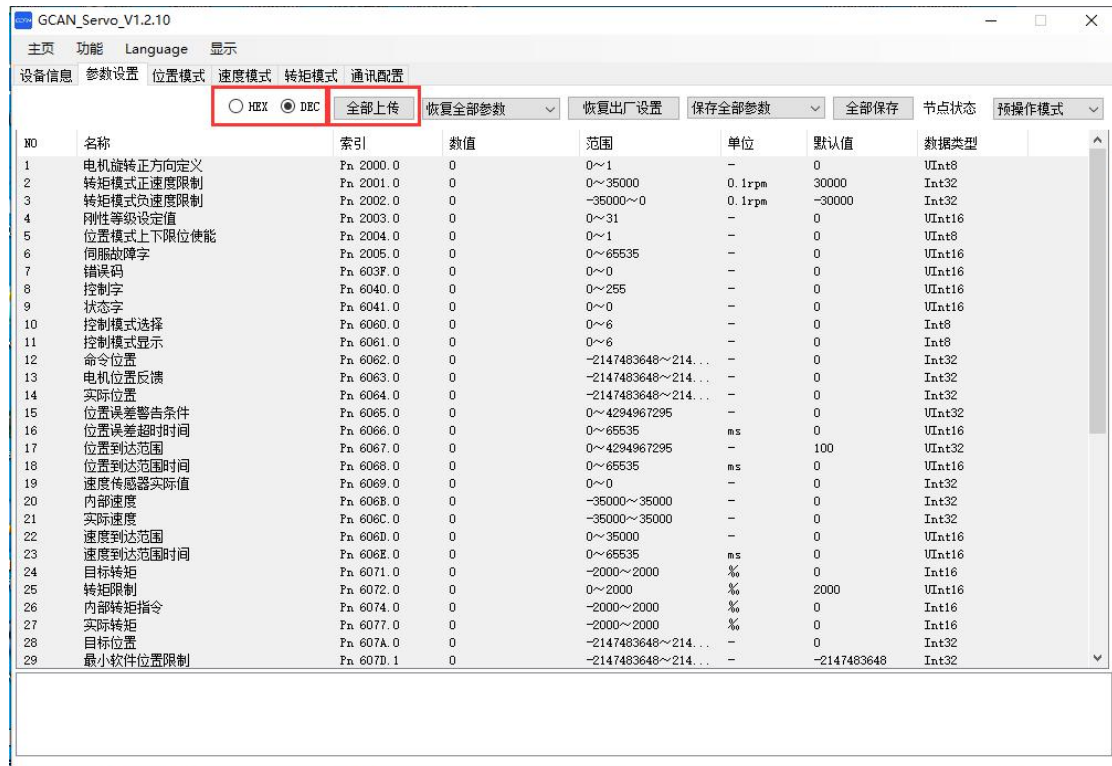 GCAN_Servo_V1.2.10
主页 功能 Language 显示
设备信息 参数设置 位置模式 速度模式 转矩模式 通讯配置
HEX DEC 全部上传 恢复全部参数 恢复出厂设置 保存全部参数 全部保存 节点状态 预操作模式
NO 名称 索引 数值 范围 单位 默认值 数据类型
1 电机旋转正方向定义 Pn 2000.0 0 0~1 - 0 UInt8
2 转矩模式正速度限制 Pn 2001.0 0 0~35000 0.1rpm 30000 Int32
3 转矩模式负速度限制 Pn 2002.0 0 -35000~0 0.1rpm -30000 Int32
4 刚性等级设定值 Pn 2003.0 0 0~31 - 0 UInt16
5 位置模式上下限位使能 Pn 2004.0 0 0~1 - 0 UInt8
6 伺服故障字 Pn 2005.0 0 0~65535 - 0 UInt16
7 错误码 Pn 603F.0 0 0~0 - 0 UInt16
8 控制字 Pn 6040.0 0 0~255 - 0 UInt16
9 状态字 Pn 6041.0 0 0~0 - 0 UInt16
10 控制模式选择 Pn 6060.0 0 0~6 - 0 Int8
11 控制模式显示 Pn 6061.0 0 0~6 - 0 Int8
12 命令位置 Pn 6062.0 0 -2147483648~214... - 0 Int32
13 电机位置反馈 Pn 6063.0 0 -2147483648~214... - 0 Int32
14 实际位置 Pn 6064.0 0 -2147483648~214... - 0 Int32
15 位置误差警告条件 Pn 6065.0 0 0~4294967295 - 0 UInt32
16 位置误差超时时间 Pn 6066.0 0 0~65535 ms 0 UInt16
17 位置到达范围 Pn 6067.0 0 0~4294967295 - 100 UInt32
18 位置到达范围时间 Pn 6068.0 0 0~65535 ms 0 UInt16
19 速度传感器实际值 Pn 6069.0 0 0~0 - 0 Int32
20 内部速度 Pn 606B.0 0 -35000~35000 - 0 Int32
21 实际速度 Pn 606C.0 0 -35000~35000 - 0 Int32
22 速度到达范围 Pn 606D.0 0 0~35000 - 0 UInt16
23 速度到达范围时间 Pn 606E.0 0 0~65535 ms 0 UInt16
24 目标转矩 Pn 6071.0 0 -2000~2000 ‰ 0 Int16
25 转矩限制 Pn 6072.0 0 0~2000 ‰ 2000 UInt16
26 内部转矩指令 Pn 6074.0 0 -2000~2000 ‰ 0 Int16
27 实际转矩 Pn 6077.0 0 -2000~2000 ‰ 0 Int16
28 目标位置 Pn 607A.0 0 -2147483648~214... - 0 Int32
29 最小软件位置限制 Pn 607D.1 0 -2147483648~214... - -2147483648 Int32